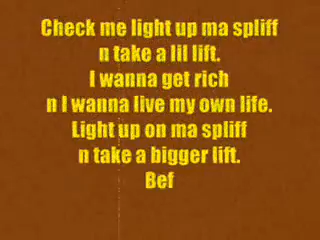 Check me light up ma spliff
n take a lil lift.
I wanna get rich
n I wanna live my own life.
Light up on ma spliff
n take a bigger lift.
Bef